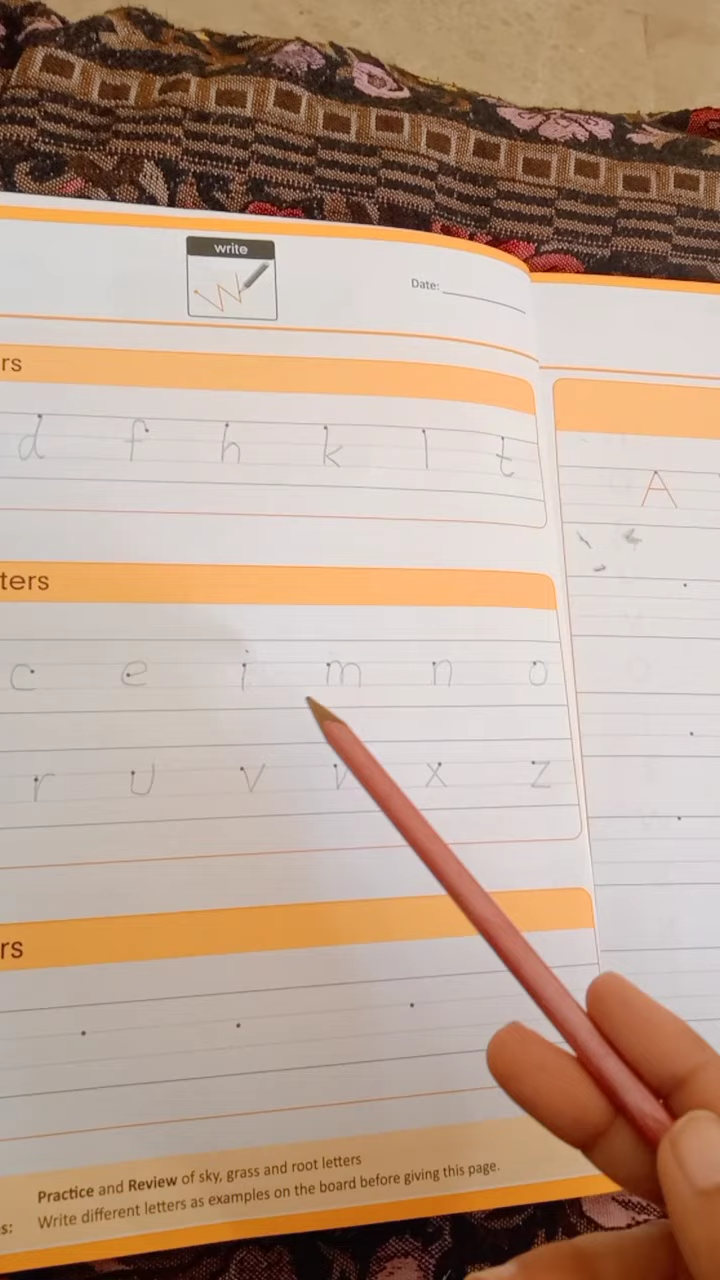 write
Date:
rs
d f h k l t
A
ters
c e i m n o
r u v x z
rs
Practice and Review of sky, grass and root letters
s: Write different letters as examples on the board before giving this page.